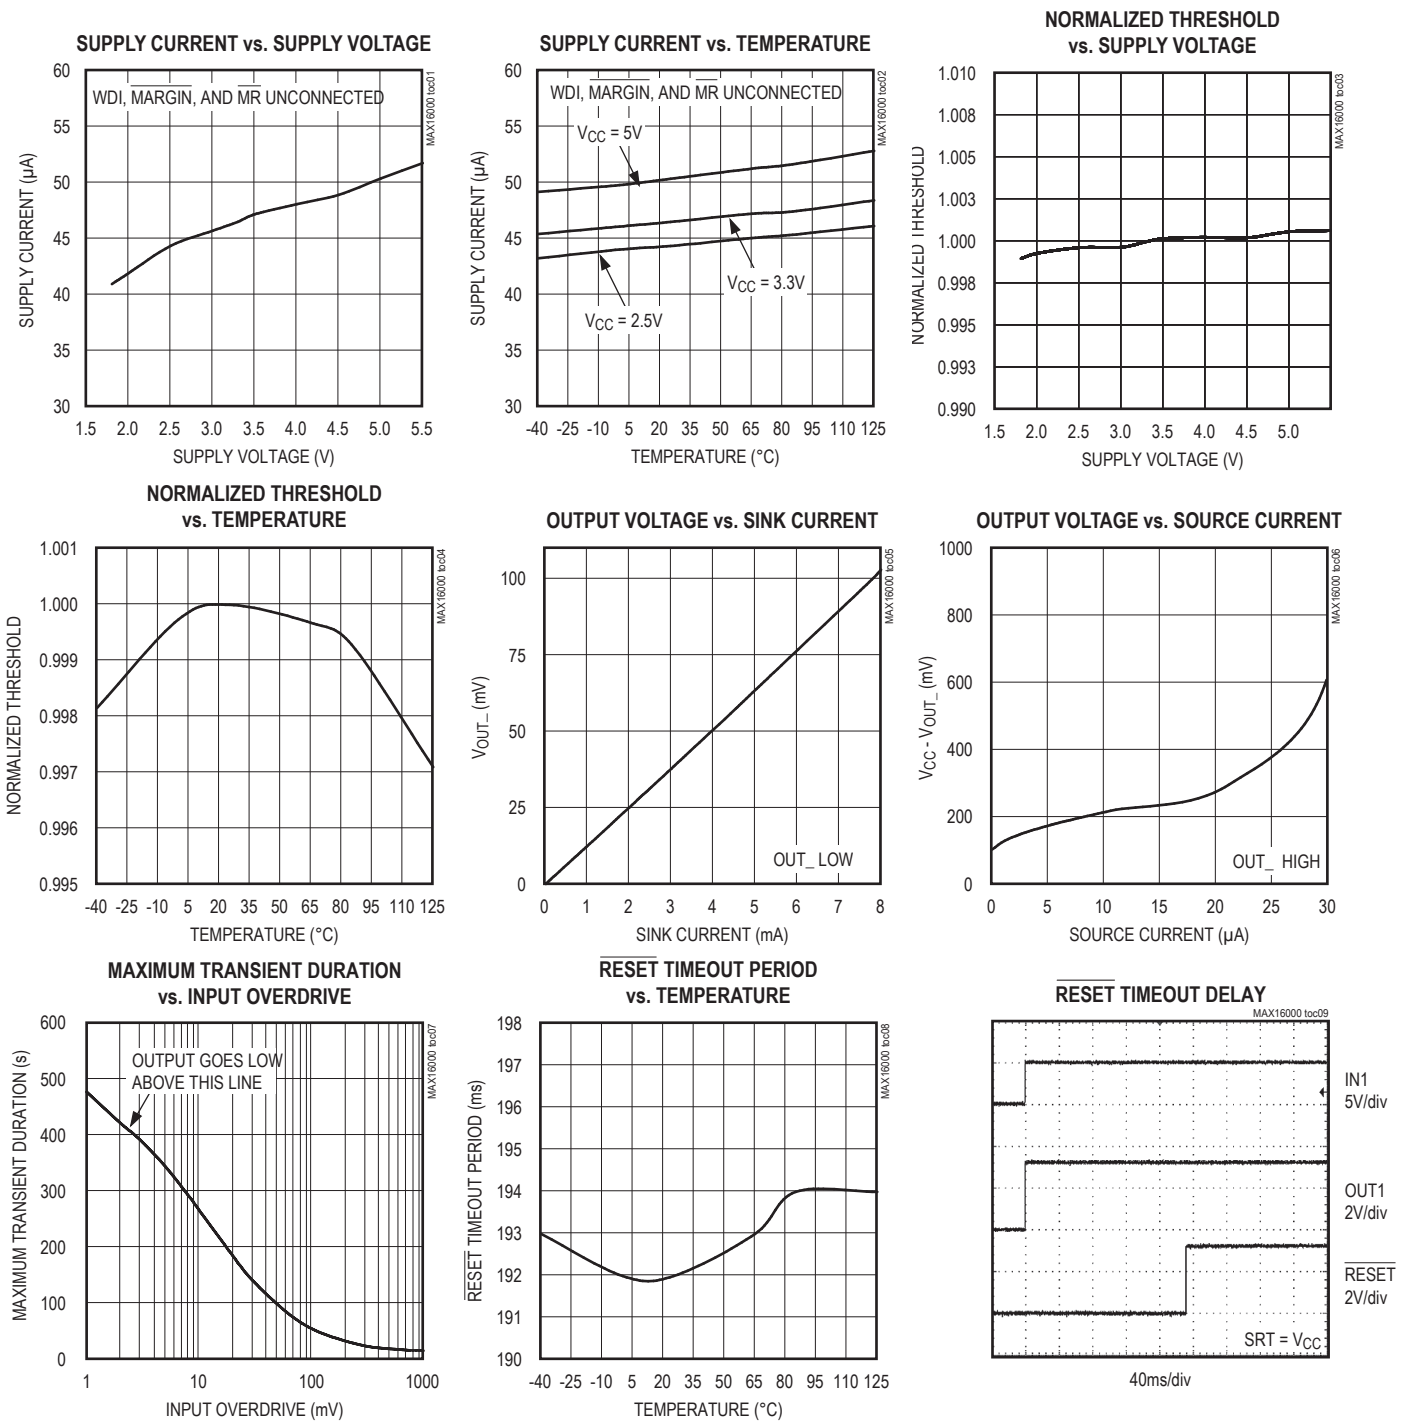 SUPPLY CURRENT vs. SUPPLY VOLTAGE
MAX16000 toc01
WDI, MARGIN, AND MR UNCONNECTED
SUPPLY CURRENT (µA)
60
55
50
45
40
35
30
1.5 2.0 2.5 3.0 3.5 4.0 4.5 5.0 5.5
SUPPLY VOLTAGE (V)
SUPPLY CURRENT vs. TEMPERATURE
MAX16000 toc02
WDI, MARGIN, AND MR UNCONNECTED
VCC = 5V
VCC = 3.3V
VCC = 2.5V
SUPPLY CURRENT (µA)
60
55
50
45
40
35
30
-40 -25 -10 5 20 35 50 65 80 95 110 125
TEMPERATURE (°C)
NORMALIZED THRESHOLD
vs. SUPPLY VOLTAGE
MAX16000 toc03
NORMALIZED THRESHOLD
1.010
1.008
1.005
1.003
1.000
0.998
0.995
0.993
0.990
1.5 2.0 2.5 3.0 3.5 4.0 4.5 5.0
SUPPLY VOLTAGE (V)
NORMALIZED THRESHOLD
vs. TEMPERATURE
MAX16000 toc04
NORMALIZED THRESHOLD
1.001
1.000
0.999
0.998
0.997
0.996
0.995
-40 -25 -10 5 20 35 50 65 80 95 110 125
TEMPERATURE (°C)
OUTPUT VOLTAGE vs. SINK CURRENT
MAX16000 toc05
VOUT_ (mV)
100
75
50
25
0
OUT_ LOW
0 1 2 3 4 5 6 7 8
SINK CURRENT (mA)
OUTPUT VOLTAGE vs. SOURCE CURRENT
MAX16000 toc06
VCC - VOUT_ (mV)
1000
800
600
400
200
0
OUT_ HIGH
0 5 10 15 20 25 30
SOURCE CURRENT (µA)
MAXIMUM TRANSIENT DURATION
vs. INPUT OVERDRIVE
MAX16000 toc07
OUTPUT GOES LOW
ABOVE THIS LINE
MAXIMUM TRANSIENT DURATION (s)
600
500
400
300
200
100
0
1 10 100 1000
INPUT OVERDRIVE (mV)
RESET TIMEOUT PERIOD
vs. TEMPERATURE
MAX16000 toc08
RESET TIMEOUT PERIOD (ms)
198
197
196
195
194
193
192
191
190
-40 -25 -10 5 20 35 50 65 80 95 110 125
TEMPERATURE (°C)
RESET TIMEOUT DELAY
MAX16000 toc09
IN1
5V/div
OUT1
2V/div
RESET
2V/div
SRT = VCC
40ms/div